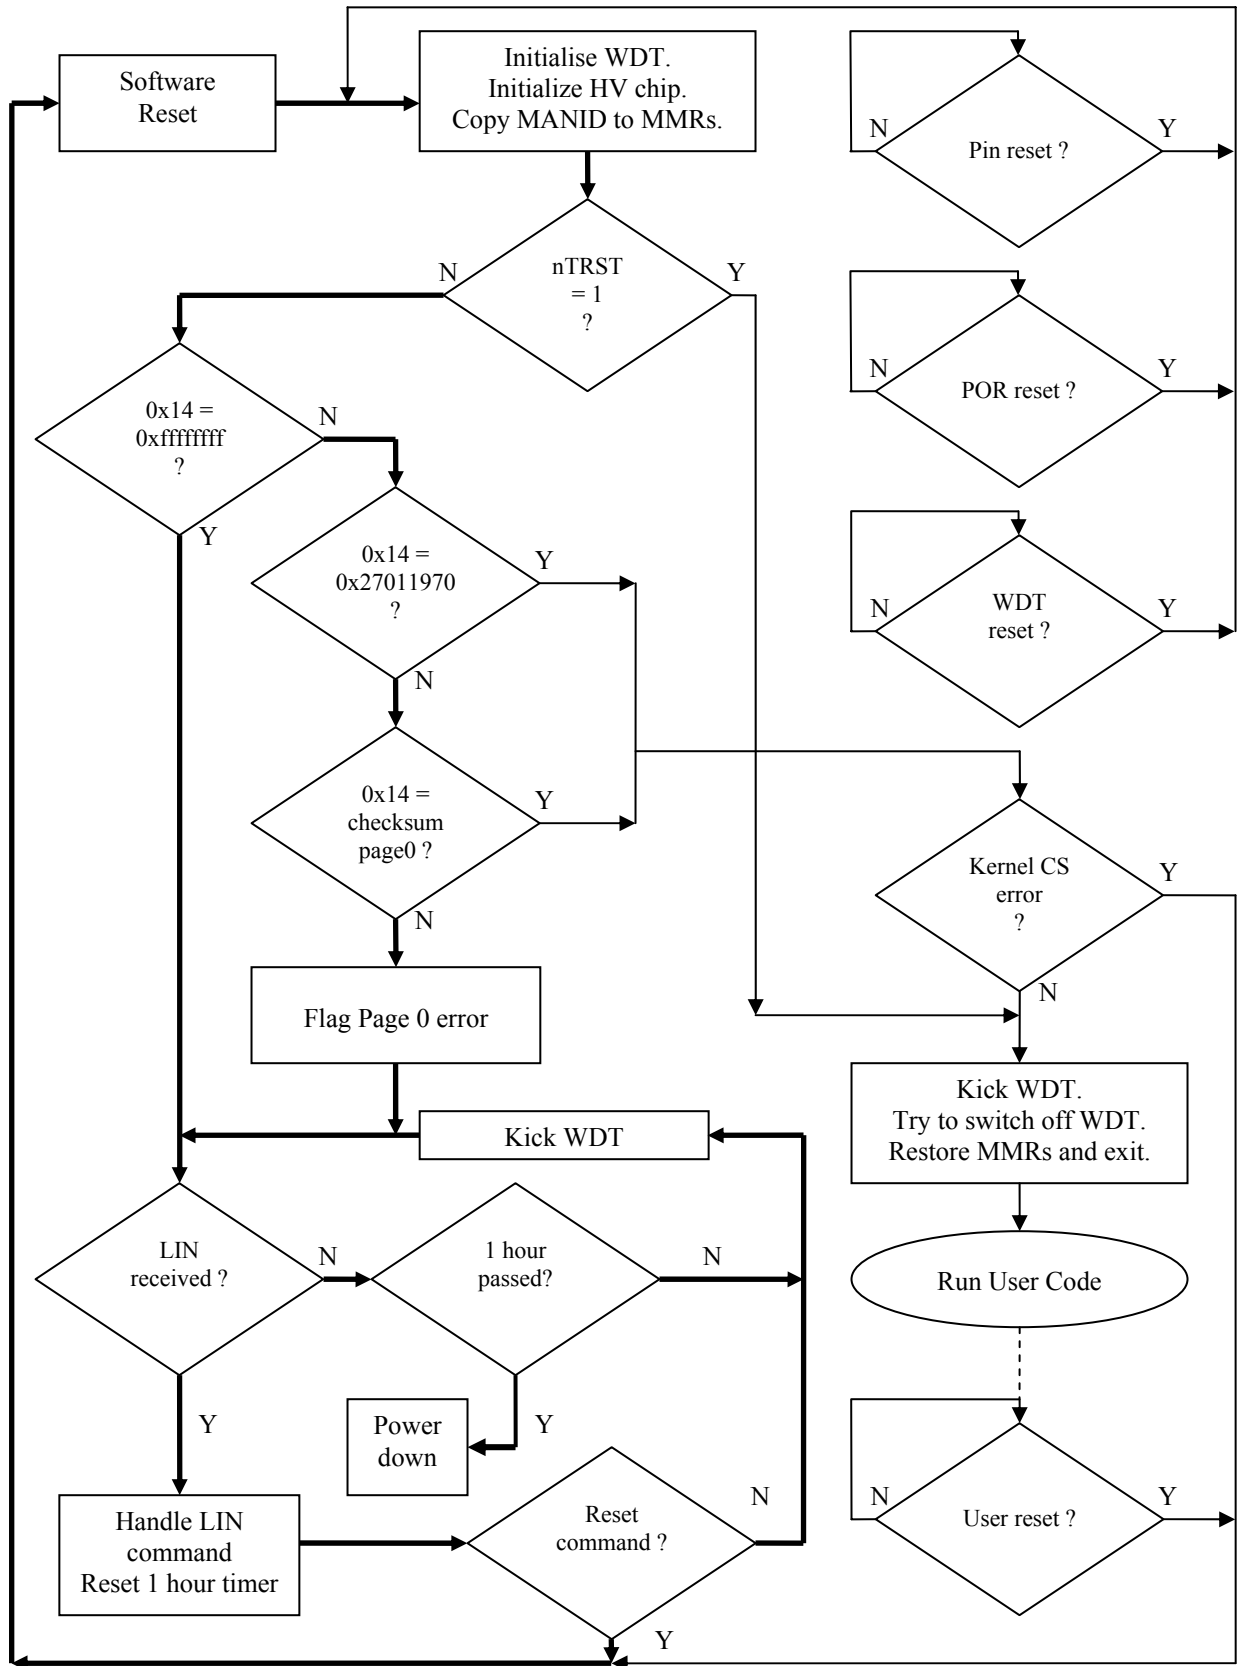 Software
Reset
Initialise WDT.
Initialize HV chip.
Copy MANID to MMRs.
N
Pin reset ?
Y
N
nTRST
= 1
?
Y
N
POR reset ?
Y
0x14 =
0xffffffff
?
N
Y
0x14 =
0x27011970
?
Y
N
N
WDT
reset ?
Y
0x14 =
checksum
page0 ?
Y
N
Kernel CS
error
?
Y
N
Flag Page 0 error
Kick WDT
Kick WDT.
Try to switch off WDT.
Restore MMRs and exit.
LIN
received ?
N
Y
1 hour
passed?
N
Y
Run User Code
Power
down
Handle LIN
command
Reset 1 hour timer
Reset
command ?
N
Y
N
User reset ?
Y